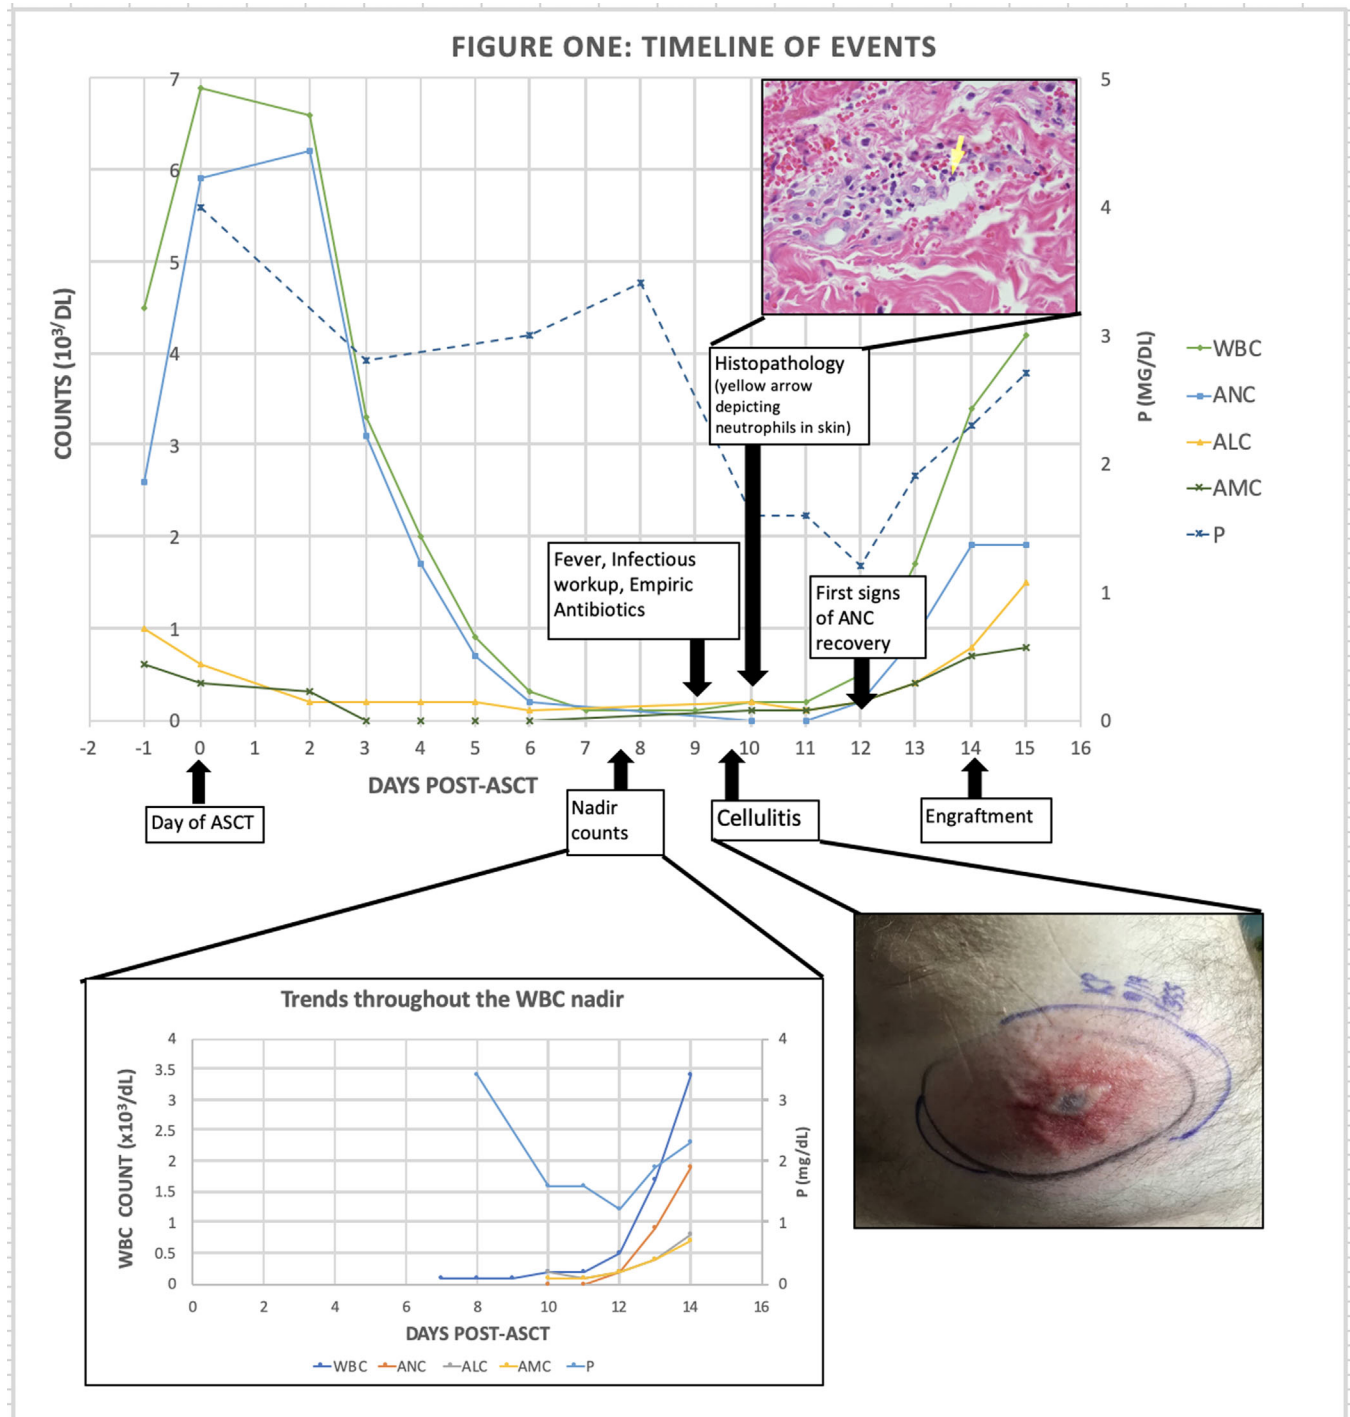 FIGURE ONE: TIMELINE OF EVENTS
7
6
5
4
3
2
1
0
COUNTS (10³/DL)
5
4
3
2
1
0
P (MG/DL)
WBC
ANC
ALC
AMC
P
Histopathology
(yellow arrow
depicting
neutrophils in skin)
Fever, Infectious
workup, Empiric
Antibiotics
First signs
of ANC
recovery
-2 -1 0 1 2 3 4 5 6 7 8 9 10 11 12 13 14 15 16
DAYS POST-ASCT
Day of ASCT
Nadir
counts
Cellulitis
Engraftment
Trends throughout the WBC nadir
4
3.5
3
2.5
2
1.5
1
0.5
0
WBC COUNT (x10³/dL)
4
3
2
1
0
P (mg/dL)
0 2 4 6 8 10 12 14 16
DAYS POST-ASCT
WBC ANC ALC AMC P